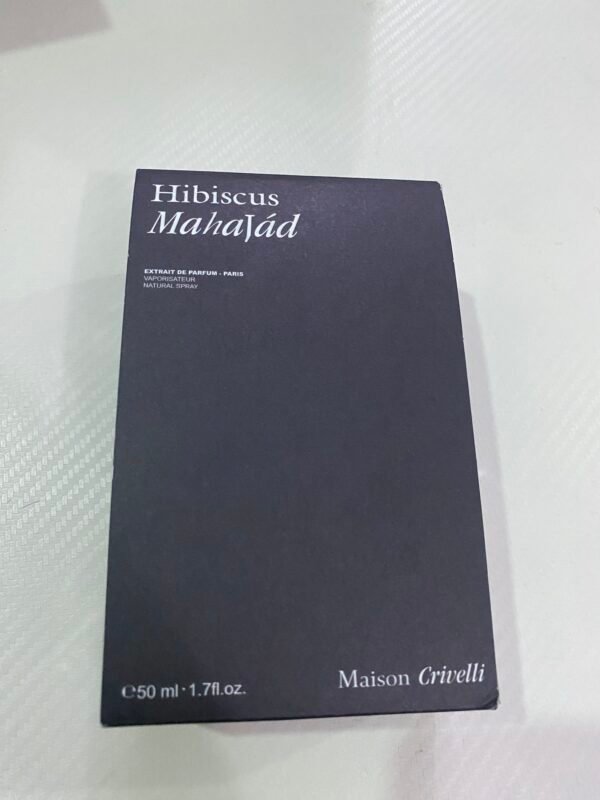 Hibiscus
MahaJád
EXTRAIT DE PARFUM - PARIS
VAPORISATEUR
NATURAL SPRAY
℮50 ml · 1.7fl.oz.
Maison Crivelli